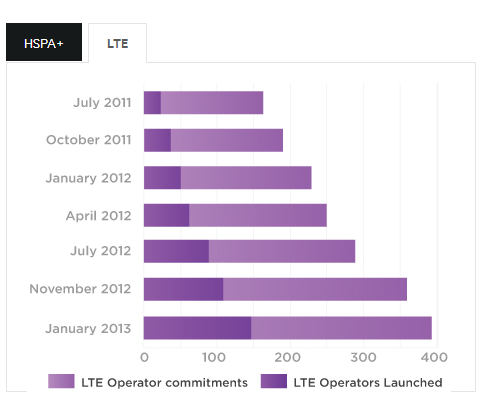 HSPA+ LTE
July 2011
October 2011
January 2012
April 2012
July 2012
November 2012
January 2013
0 100 200 300 400
LTE Operator commitments LTE Operators Launched